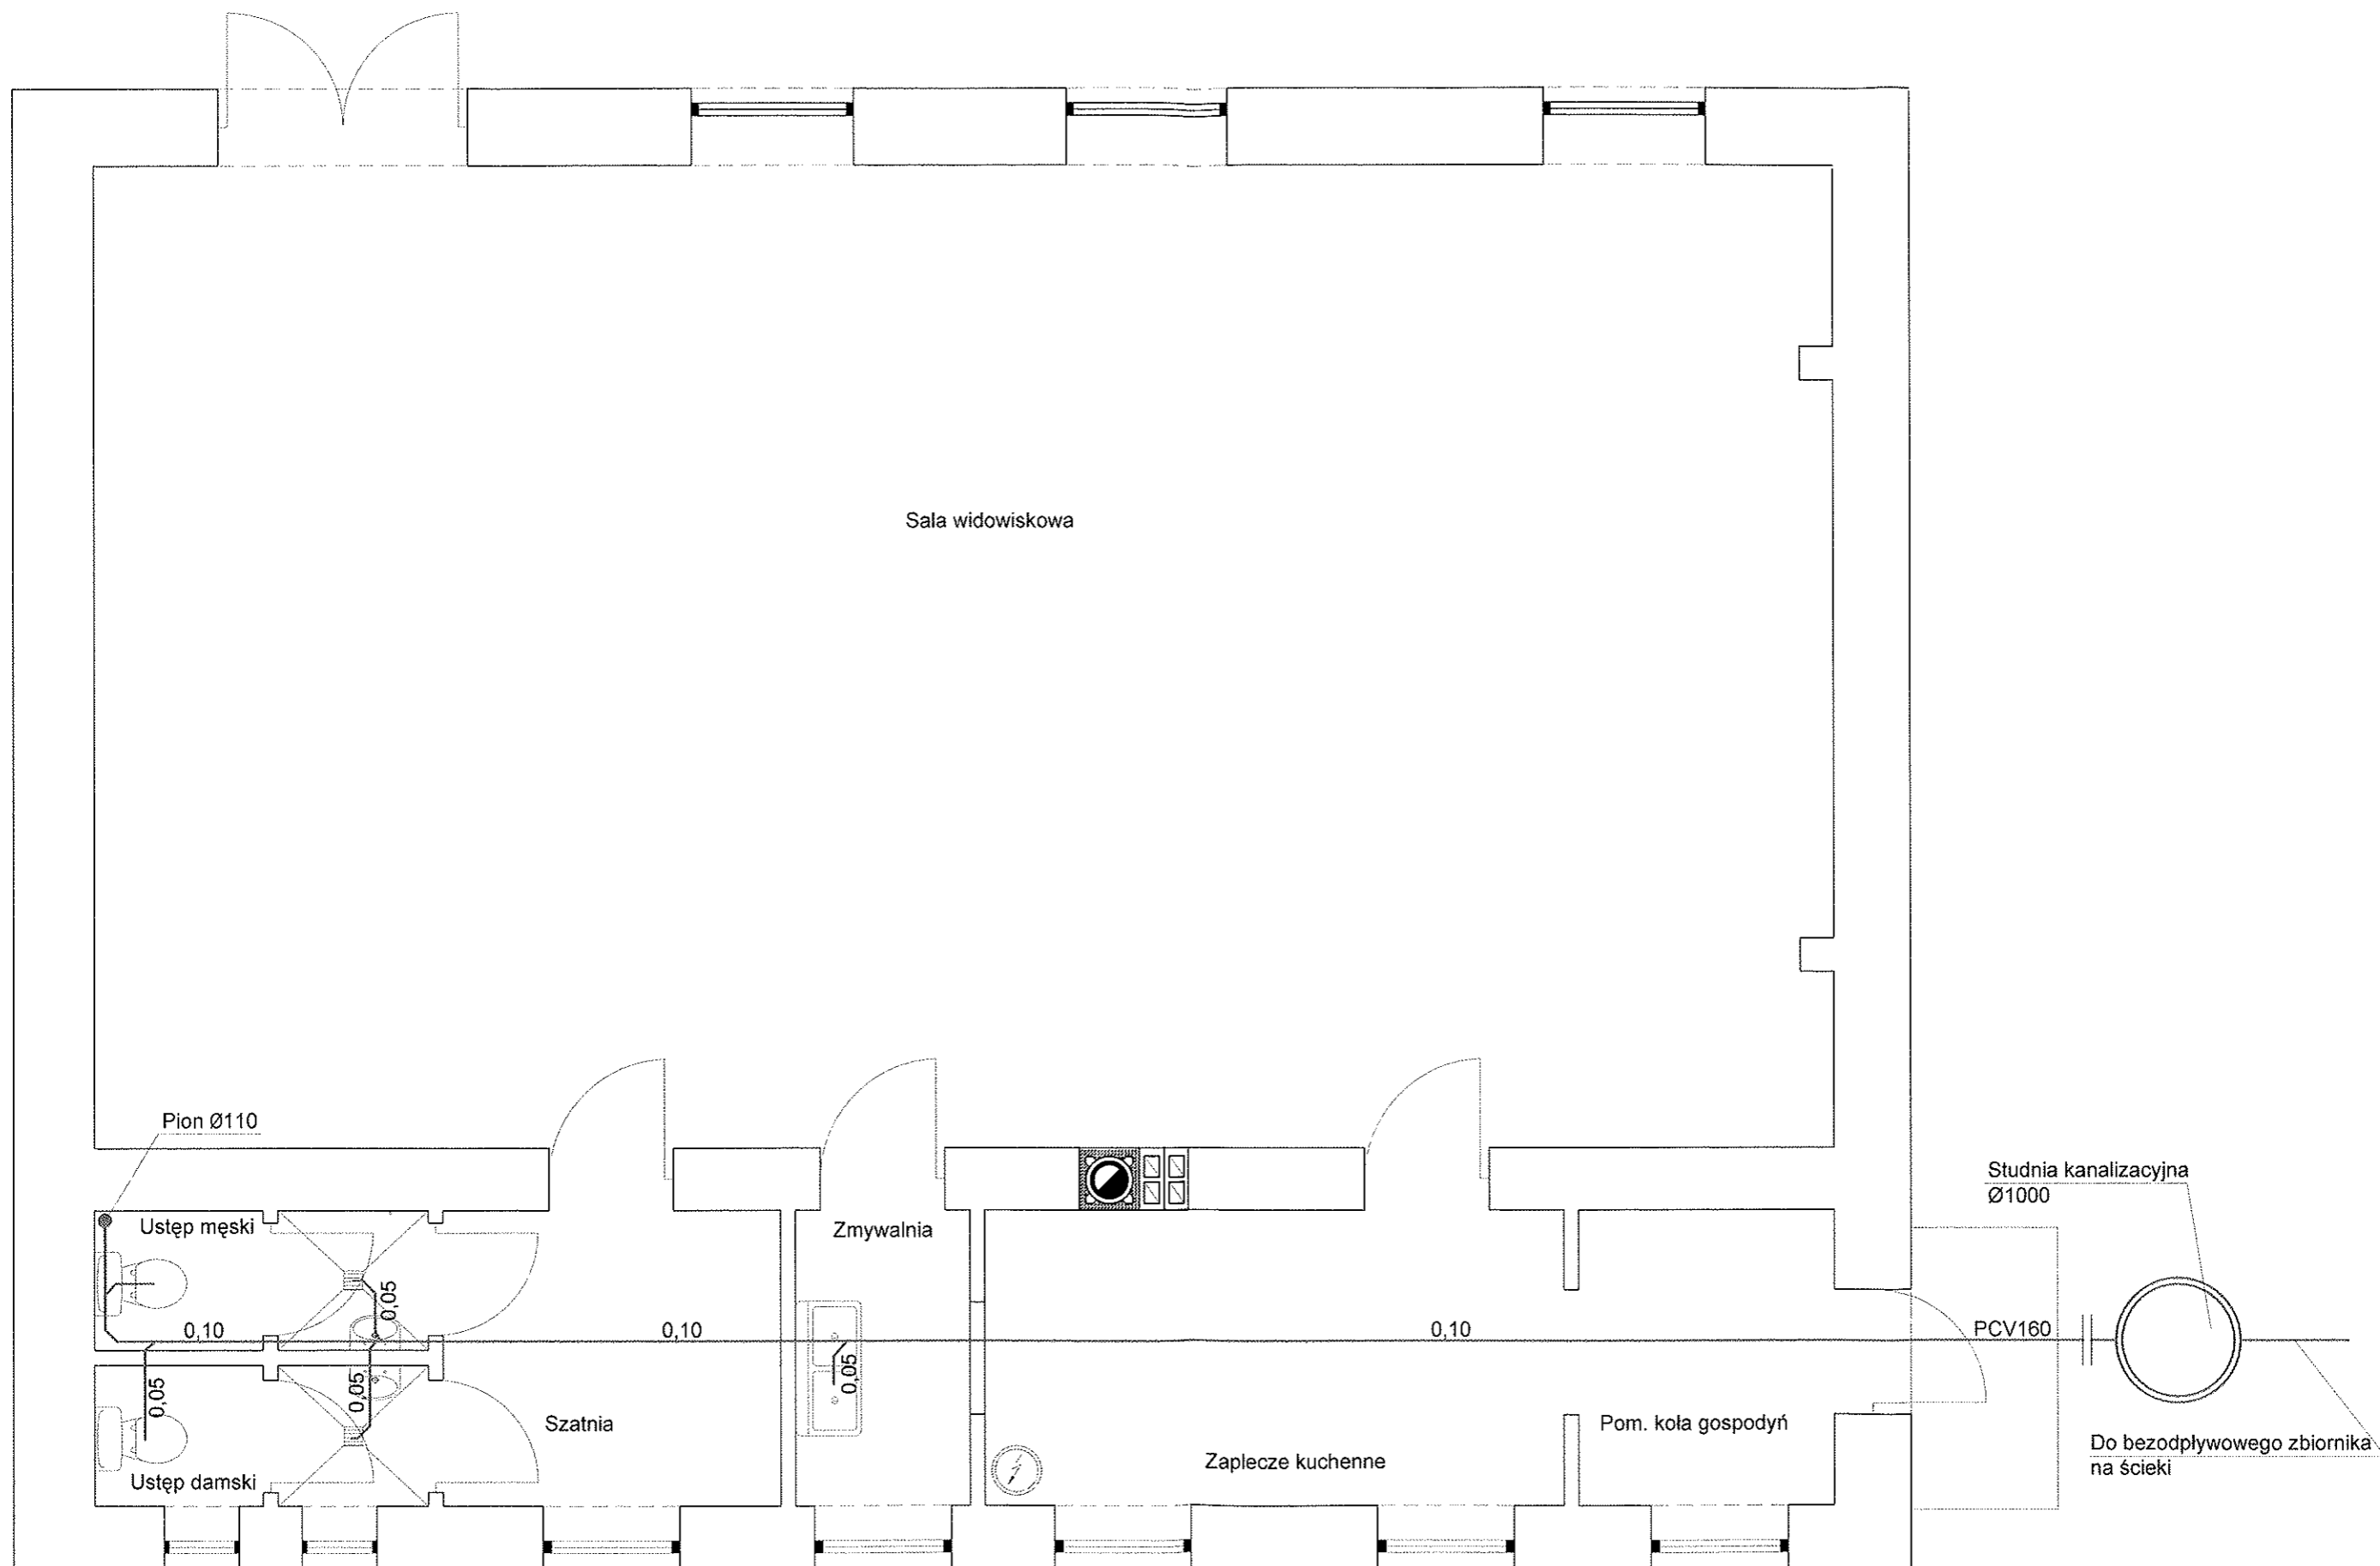 Sala widowiskowa
Pion Ø110
Studnia kanalizacyjna
Ø1000
Ustęp męski
Zmywalnia
0,05
0,10
0,10
0,10
PCV160
0,05
0,05
0,05
Szatnia
Pom. koła gospodyń
Do bezodpływowego zbiornika
na ścieki
Zaplecze kuchenne
Ustęp damski